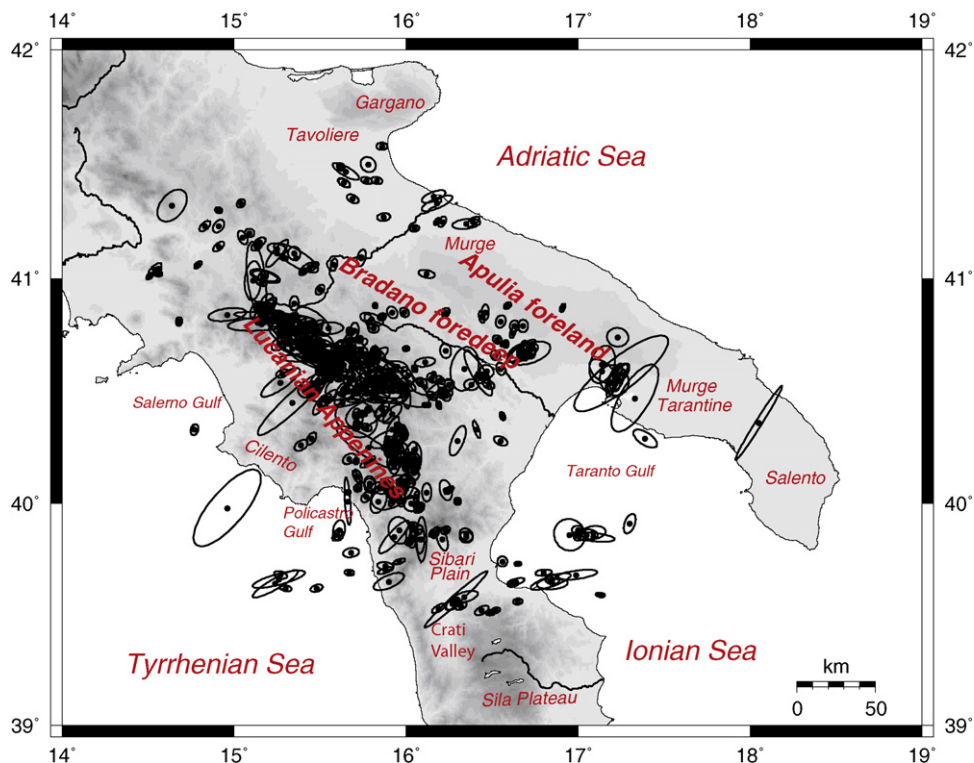 14° 15° 16° 17° 18° 19°
42° 42°
Gargano
Tavoliere
Adriatic Sea
Murge
41° 41°
Bradano foredeep
Apulia foreland
Lucanian Appenines
Murge
Tarantine
Salerno Gulf
Cilento
Taranto Gulf
Salento
40° 40°
Policastro
Gulf
Sibari
Plain
Crati
Valley
Tyrrhenian Sea
Ionian Sea
km
Sila Plateau
0 50
39° 39°
14° 15° 16° 17° 18° 19°